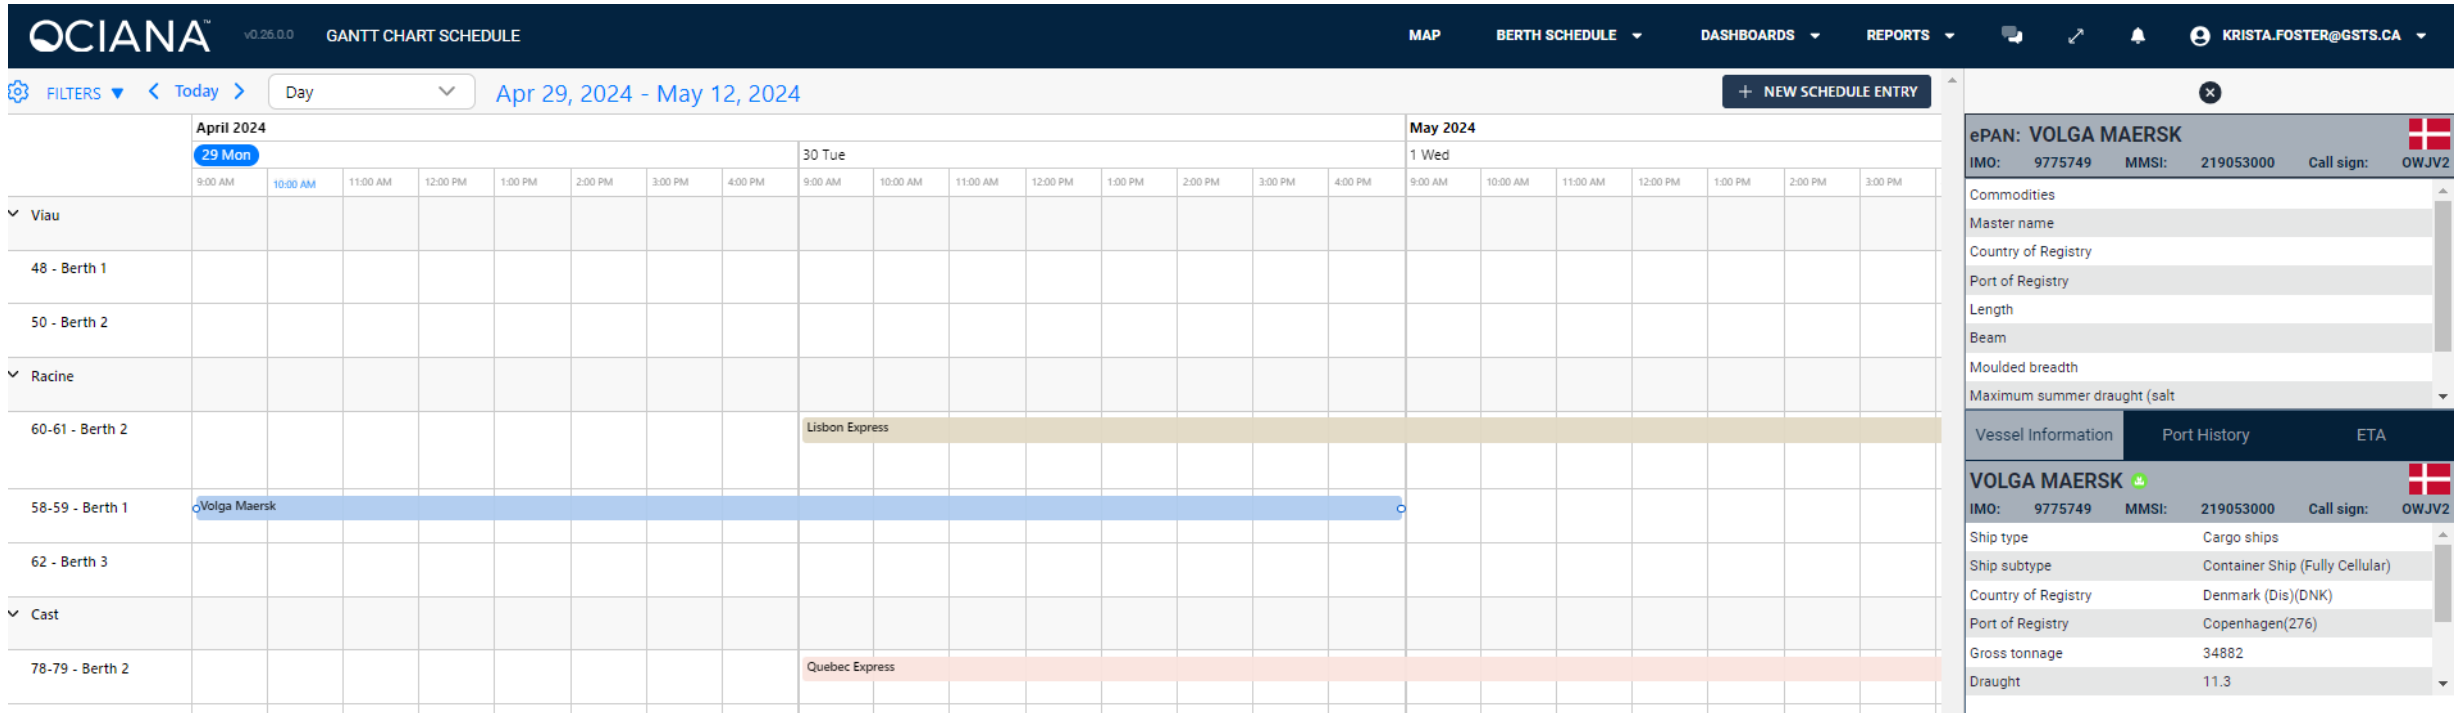 OCIANA™ v0.26.0.0 GANTT CHART SCHEDULE MAP BERTH SCHEDULE DASHBOARDS REPORTS KRISTA.FOSTER@GSTS.CA
FILTERS Today Day Apr 29, 2024 - May 12, 2024 + NEW SCHEDULE ENTRY
April 2024 May 2024
29 Mon 30 Tue 1 Wed
9:00 AM 10:00 AM 11:00 AM 12:00 PM 1:00 PM 2:00 PM 3:00 PM 4:00 PM 9:00 AM 10:00 AM 11:00 AM 12:00 PM 1:00 PM 2:00 PM 3:00 PM 4:00 PM 9:00 AM 10:00 AM 11:00 AM 12:00 PM 1:00 PM 2:00 PM 3:00 PM
Viau
48 - Berth 1
50 - Berth 2
Racine
60-61 - Berth 2 Lisbon Express
58-59 - Berth 1 Volga Maersk
62 - Berth 3
Cast
78-79 - Berth 2 Quebec Express
ePAN: VOLGA MAERSK
IMO: 9775749 MMSI: 219053000 Call sign: OWJV2
Commodities
Master name
Country of Registry
Port of Registry
Length
Beam
Moulded breadth
Maximum summer draught (salt
Vessel Information Port History ETA
VOLGA MAERSK
IMO: 9775749 MMSI: 219053000 Call sign: OWJV2
Ship type Cargo ships
Ship subtype Container Ship (Fully Cellular)
Country of Registry Denmark (Dis)(DNK)
Port of Registry Copenhagen(276)
Gross tonnage 34882
Draught 11.3